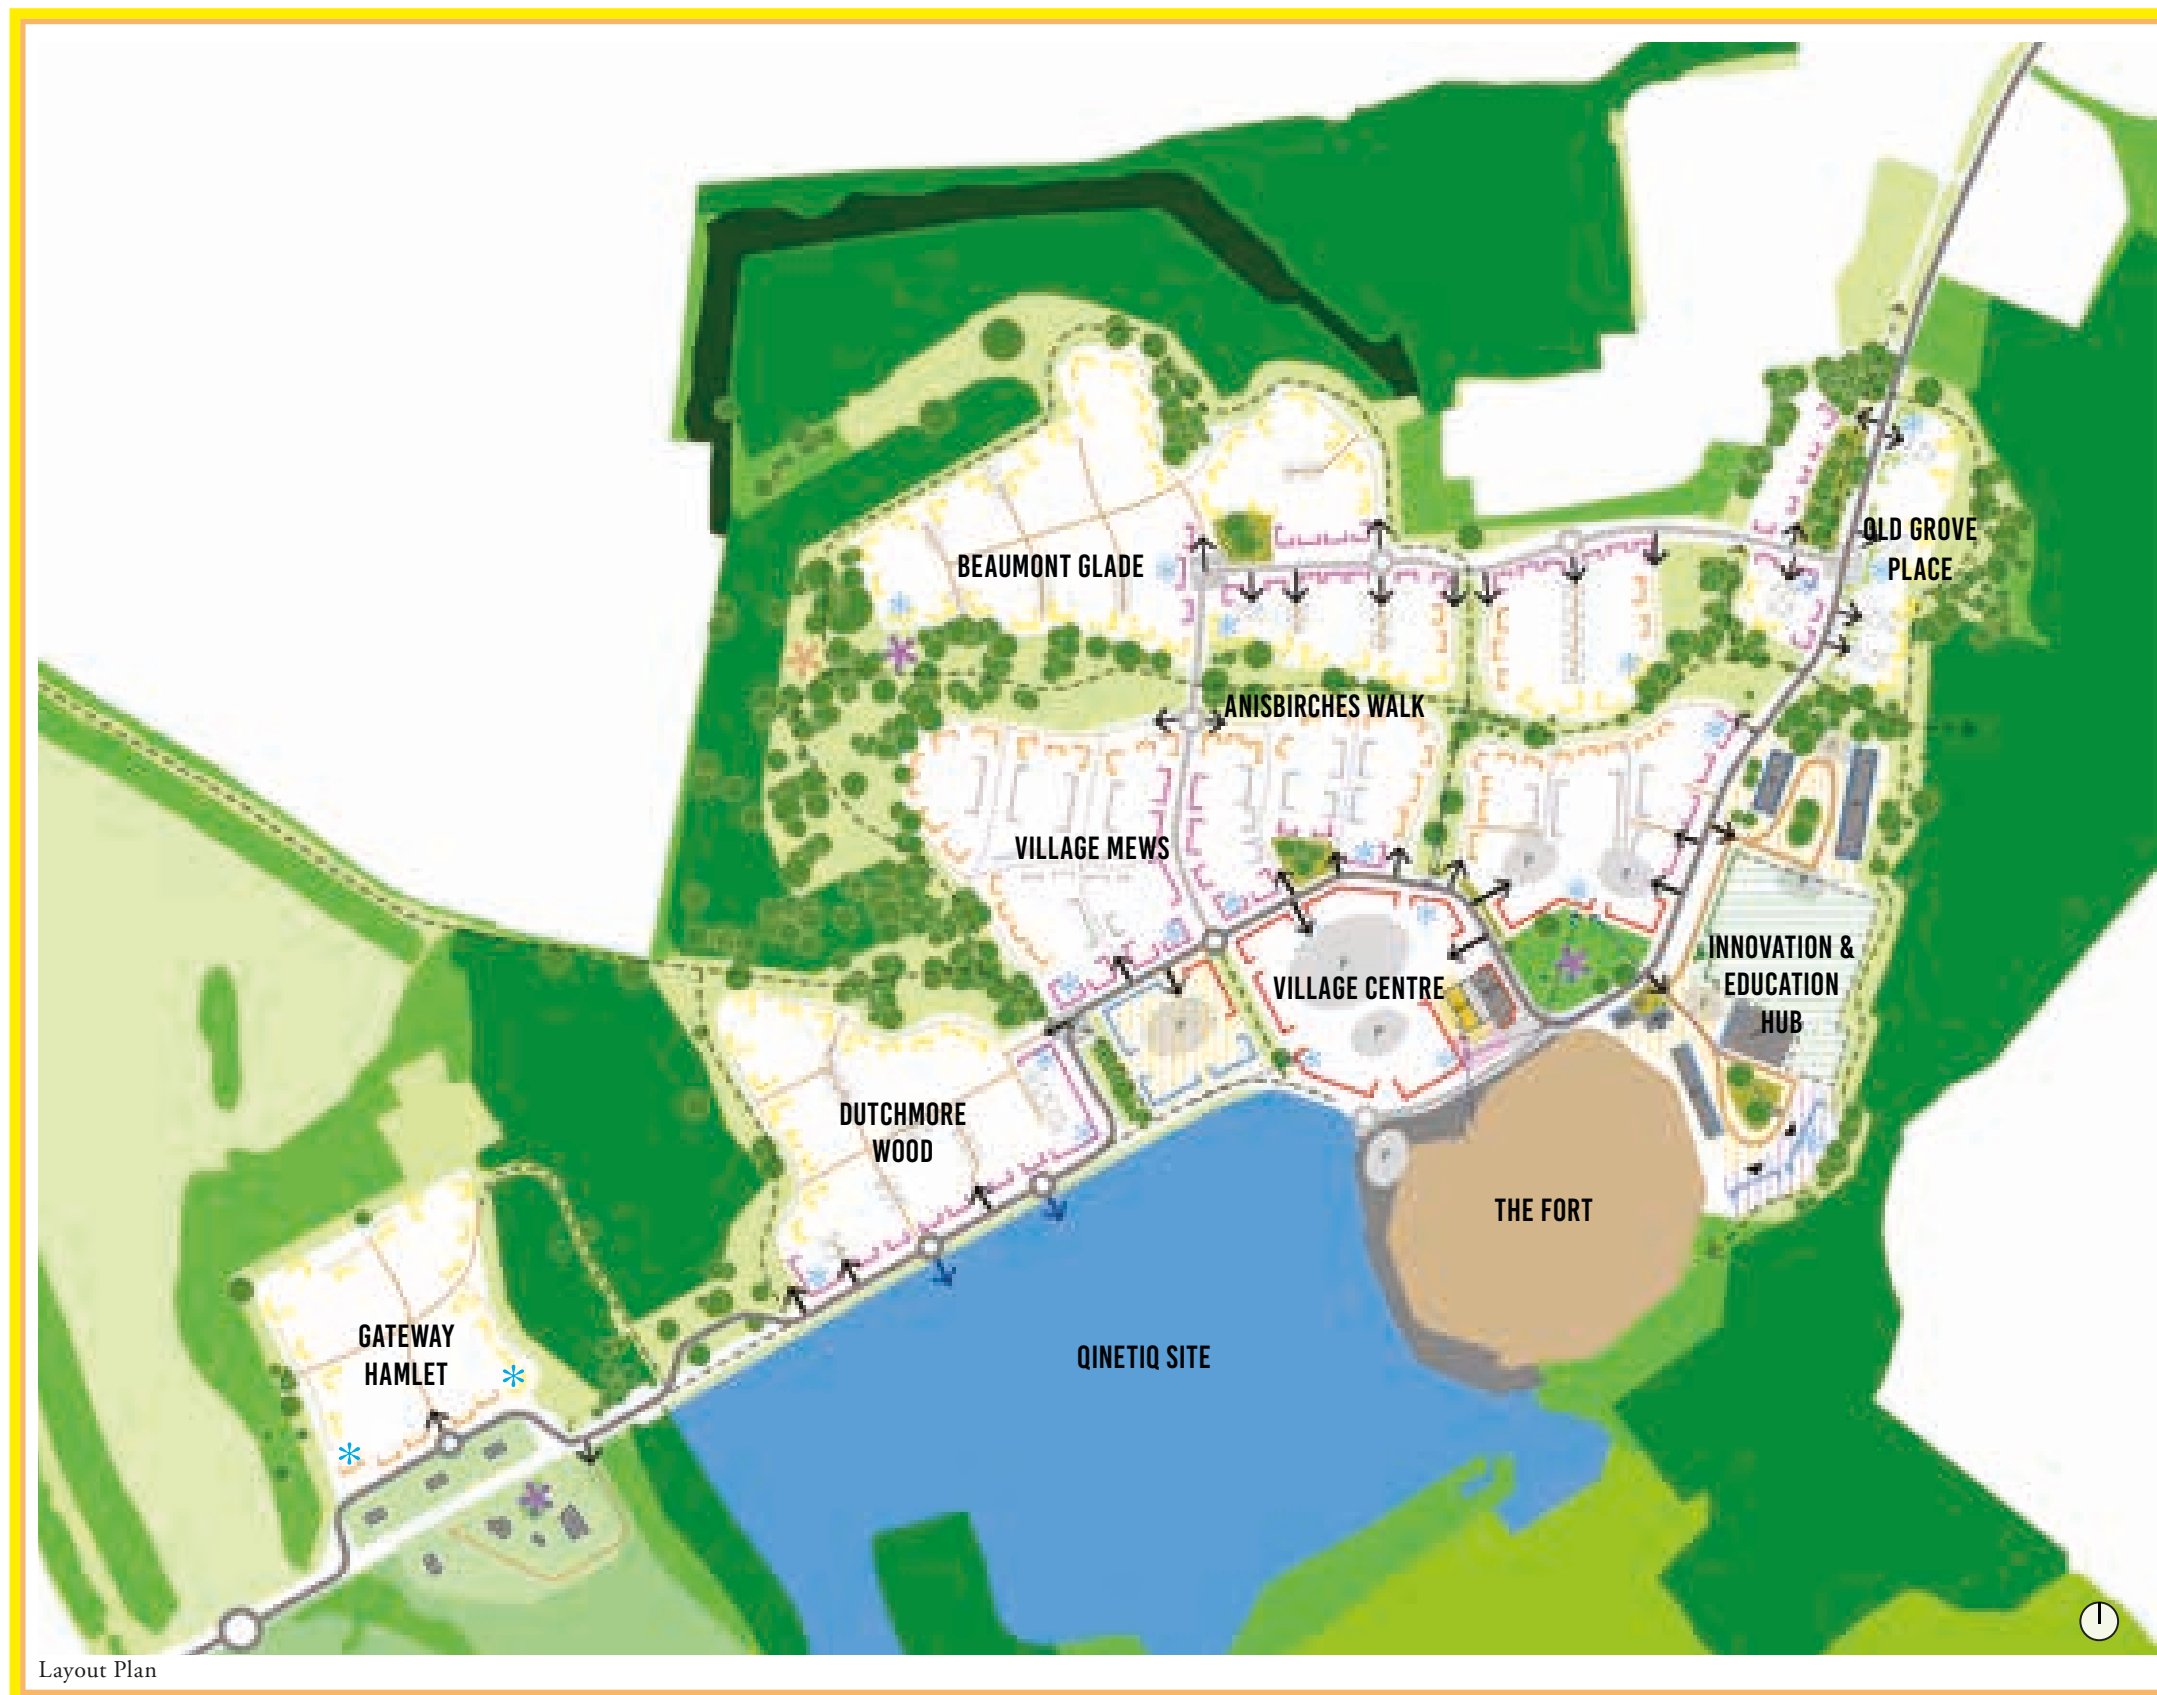 BEAUMONT GLADE
OLD GROVE
PLACE
ANISBIRCHES WALK
VILLAGE MEWS
INNOVATION &
EDUCATION
HUB
VILLAGE CENTRE
DUTCHMORE
WOOD
THE FORT
GATEWAY
HAMLET
QINETIQ SITE
Layout Plan